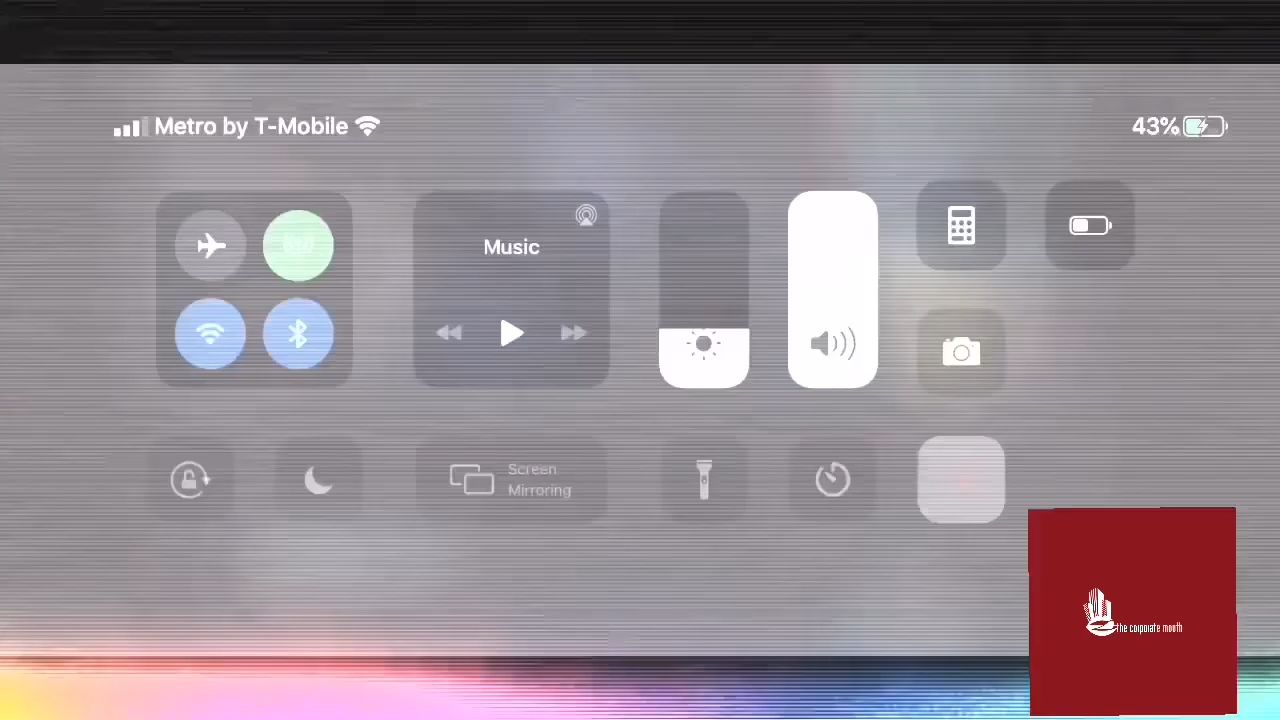 Metro by T-Mobile
43%
Music
Screen
Mirroring
the corporate mouth